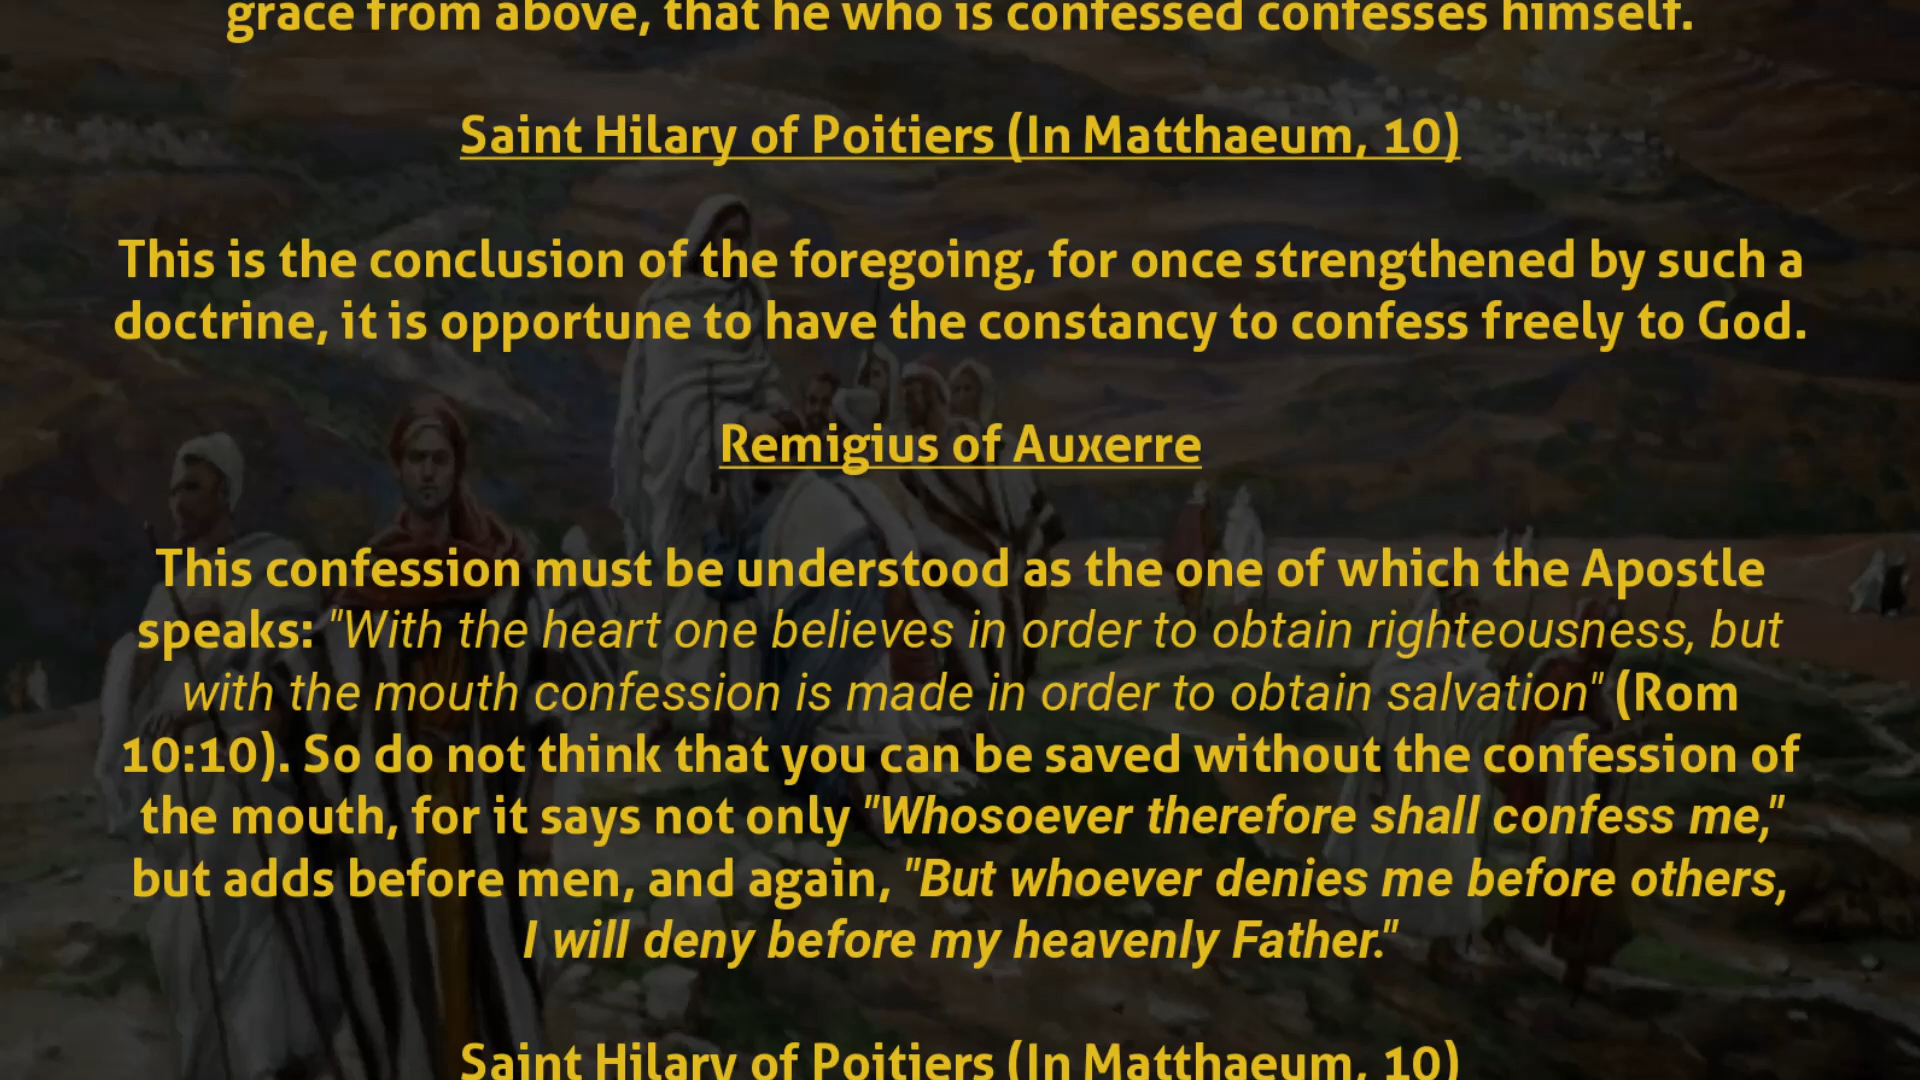 grace from above, that he who is confessed confesses himself.
Saint Hilary of Poitiers (In Matthaeum, 10)
This is the conclusion of the foregoing, for once strengthened by such a
doctrine, it is opportune to have the constancy to confess freely to God.
Remigius of Auxerre
This confession must be understood as the one of which the Apostle
speaks: "With the heart one believes in order to obtain righteousness, but
with the mouth confession is made in order to obtain salvation" (Rom
10:10). So do not think that you can be saved without the confession of
the mouth, for it says not only "Whosoever therefore shall confess me,"
but adds before men, and again, "But whoever denies me before others,
I will deny before my heavenly Father."
Saint Hilary of Poitiers (In Matthaeum, 10)